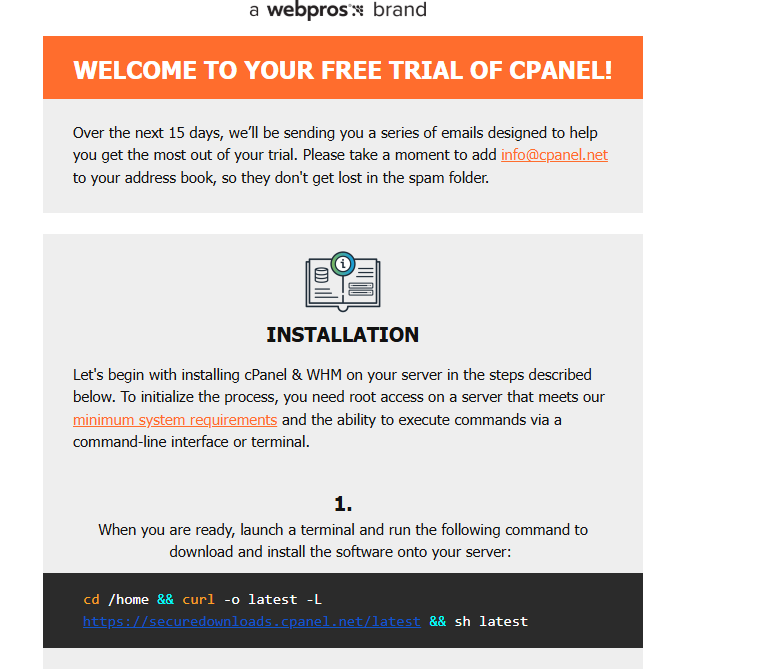 a webpros brand
WELCOME TO YOUR FREE TRIAL OF CPANEL!
Over the next 15 days, we’ll be sending you a series of emails designed to help
you get the most out of your trial. Please take a moment to add info@cpanel.net
to your address book, so they don't get lost in the spam folder.
i
INSTALLATION
Let's begin with installing cPanel & WHM on your server in the steps described
below. To initialize the process, you need root access on a server that meets our
minimum system requirements and the ability to execute commands via a
command-line interface or terminal.
1.
When you are ready, launch a terminal and run the following command to
download and install the software onto your server:
cd /home && curl -o latest -L
https://securedownloads.cpanel.net/latest && sh latest